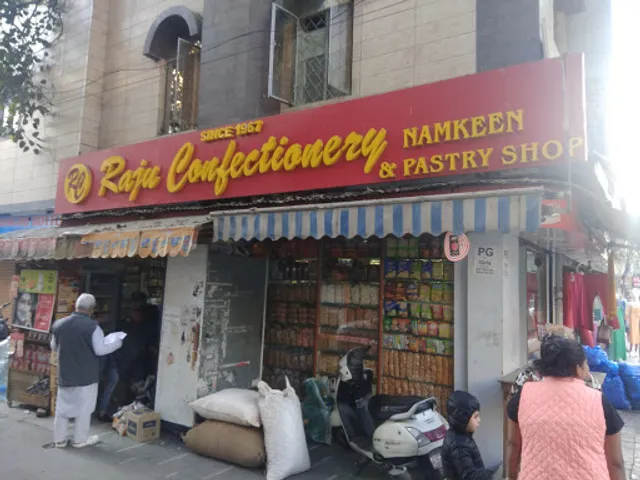 SINCE 1967
RC Raju Confectionery
NAMKEEN
& PASTRY SHOP
PG